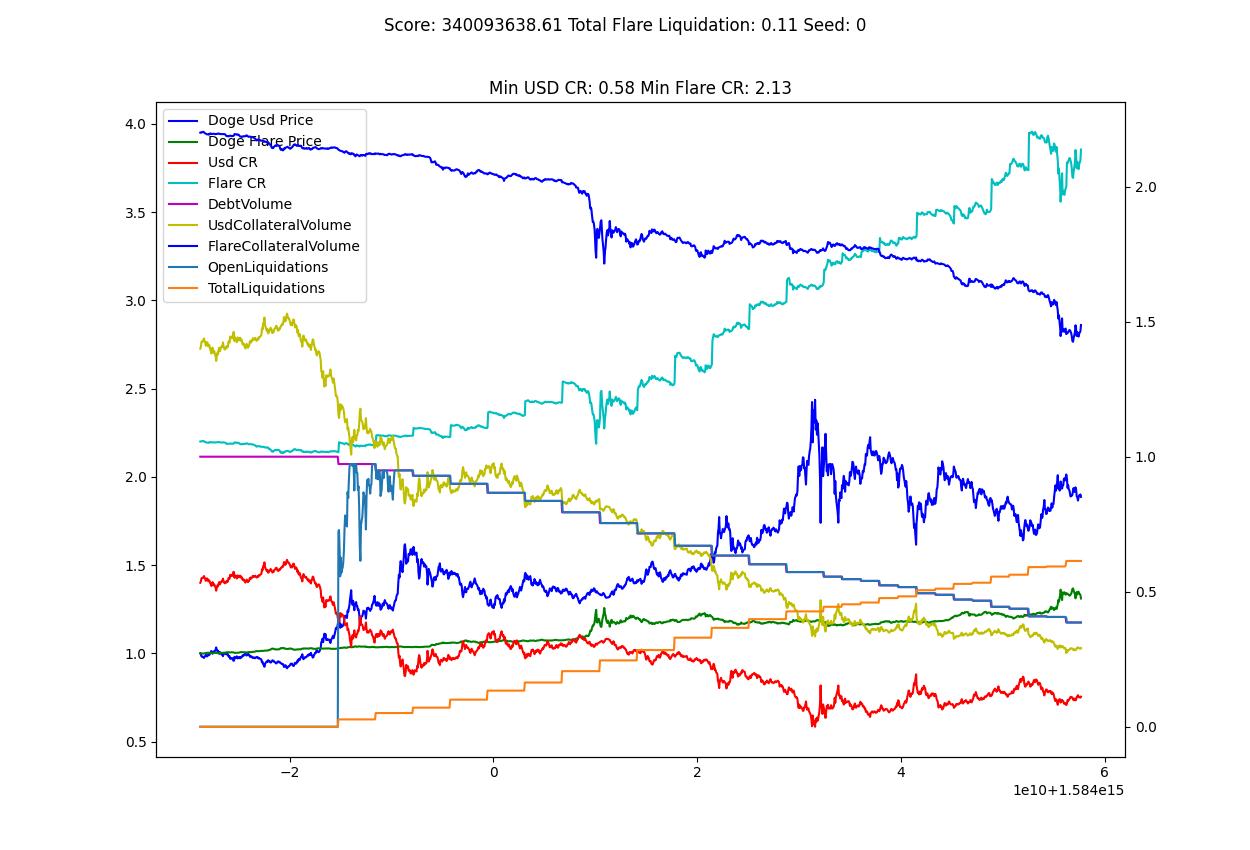 Score: 340093638.61 Total Flare Liquidation: 0.11 Seed: 0
Min USD CR: 0.58 Min Flare CR: 2.13
Doge Usd Price
Doge Flare Price
Usd CR
Flare CR
DebtVolume
UsdCollateralVolume
FlareCollateralVolume
OpenLiquidations
TotalLiquidations
4.0
3.5
3.0
2.5
2.0
1.5
1.0
0.5
2.0
1.5
1.0
0.5
0.0
−2
0
2
4
6
1e10+1.584e15